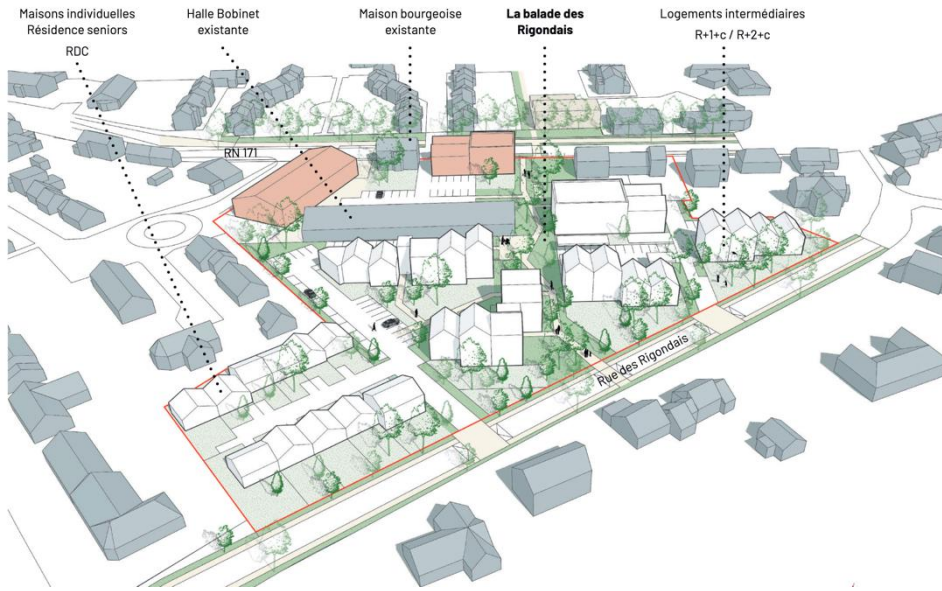 Maisons individuelles
Résidence seniors
RDC
Halle Bobinet
existante
Maison bourgeoise
existante
La balade des
Rigondais
Logements intermédiaires
R+1+c / R+2+c
RN 171
Rue des Rigondais